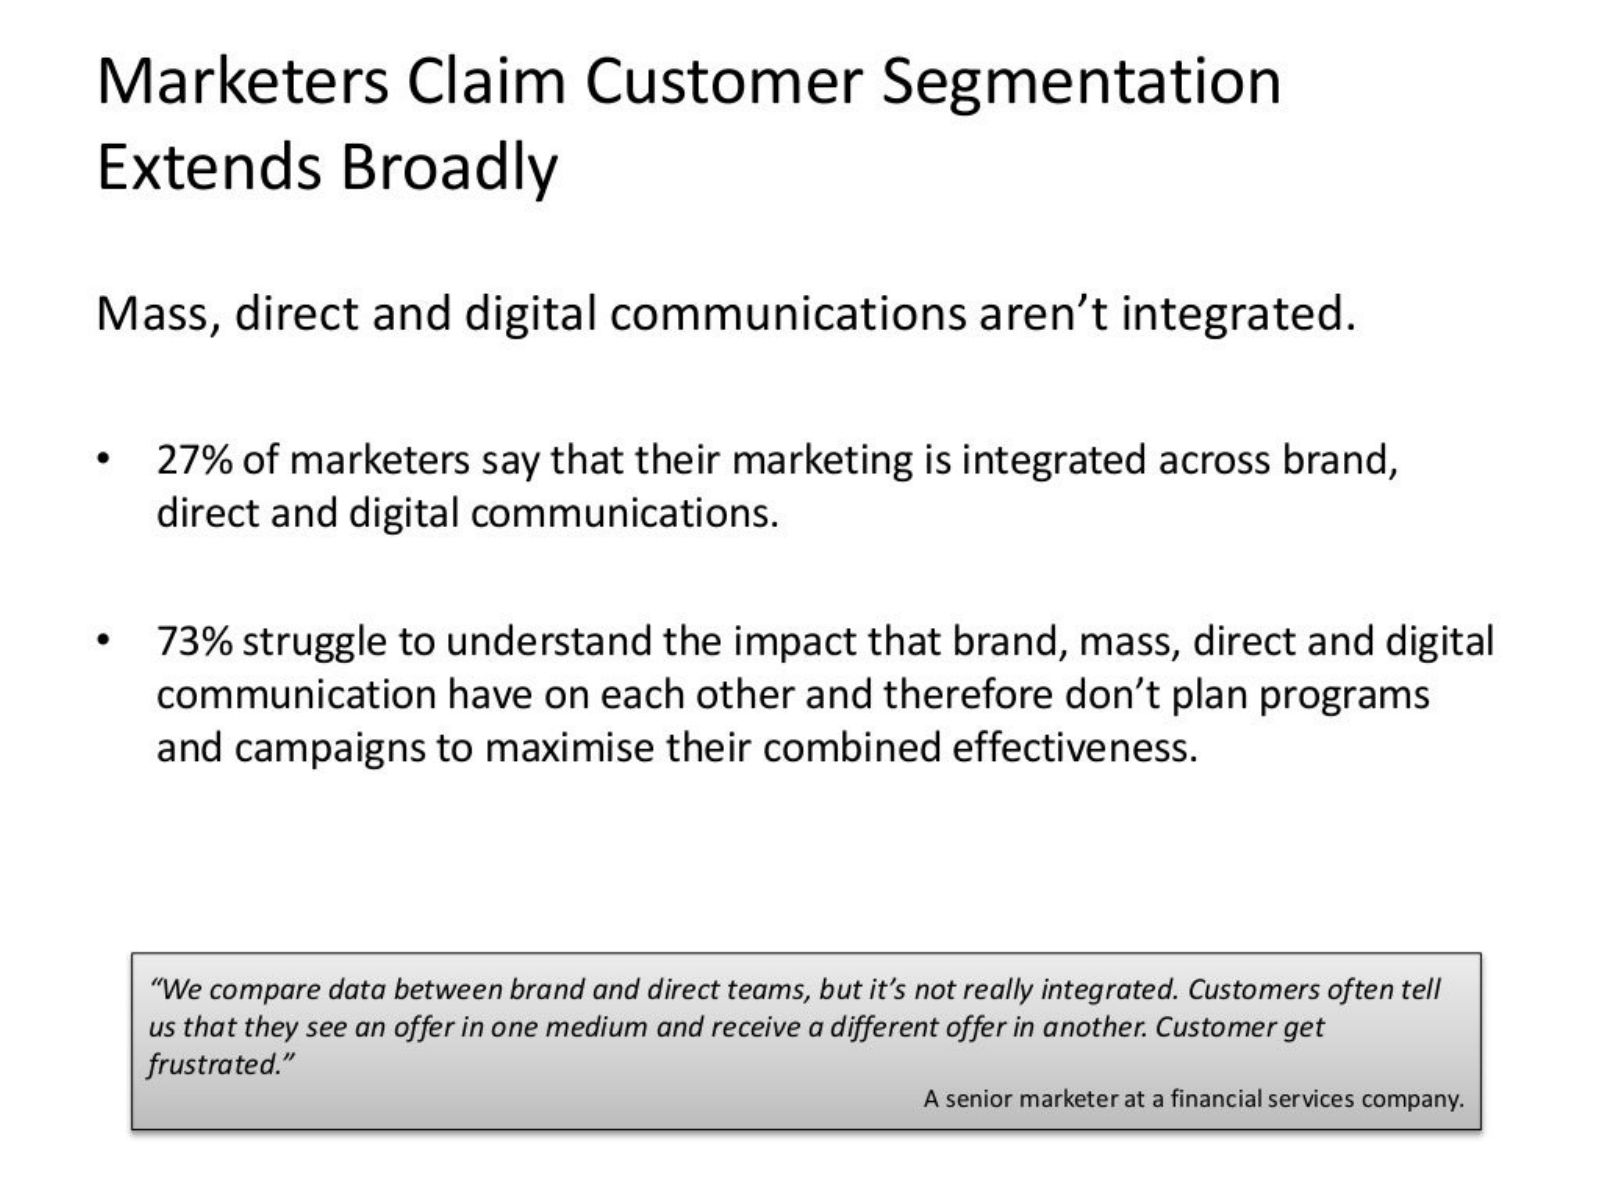 Marketers Claim Customer Segmentation
Extends Broadly
Mass, direct and digital communications aren’t integrated.
• 27% of marketers say that their marketing is integrated across brand,
direct and digital communications.
• 73% struggle to understand the impact that brand, mass, direct and digital
communication have on each other and therefore don’t plan programs
and campaigns to maximise their combined effectiveness.
“We compare data between brand and direct teams, but it’s not really integrated. Customers often tell
us that they see an offer in one medium and receive a different offer in another. Customer get
frustrated.”
A senior marketer at a financial services company.